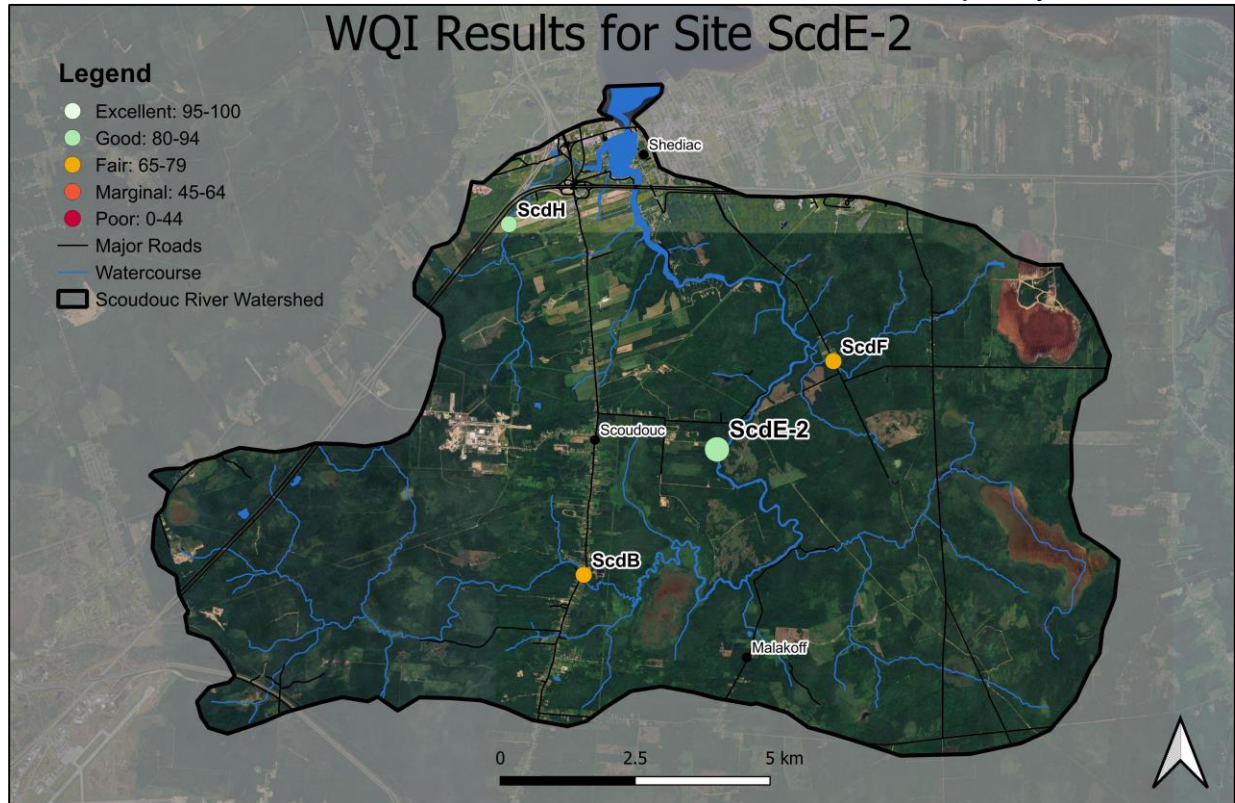 WQI Results for Site ScdE-2
Legend
Excellent: 95-100
Good: 80-94
Fair: 65-79
Marginal: 45-64
Poor: 0-44
Major Roads
Watercourse
Scoudouc River Watershed
Shediac
ScdH
ScdF
ScdE-2
Scoudouc
ScdB
Malakoff
0 2.5 5 km